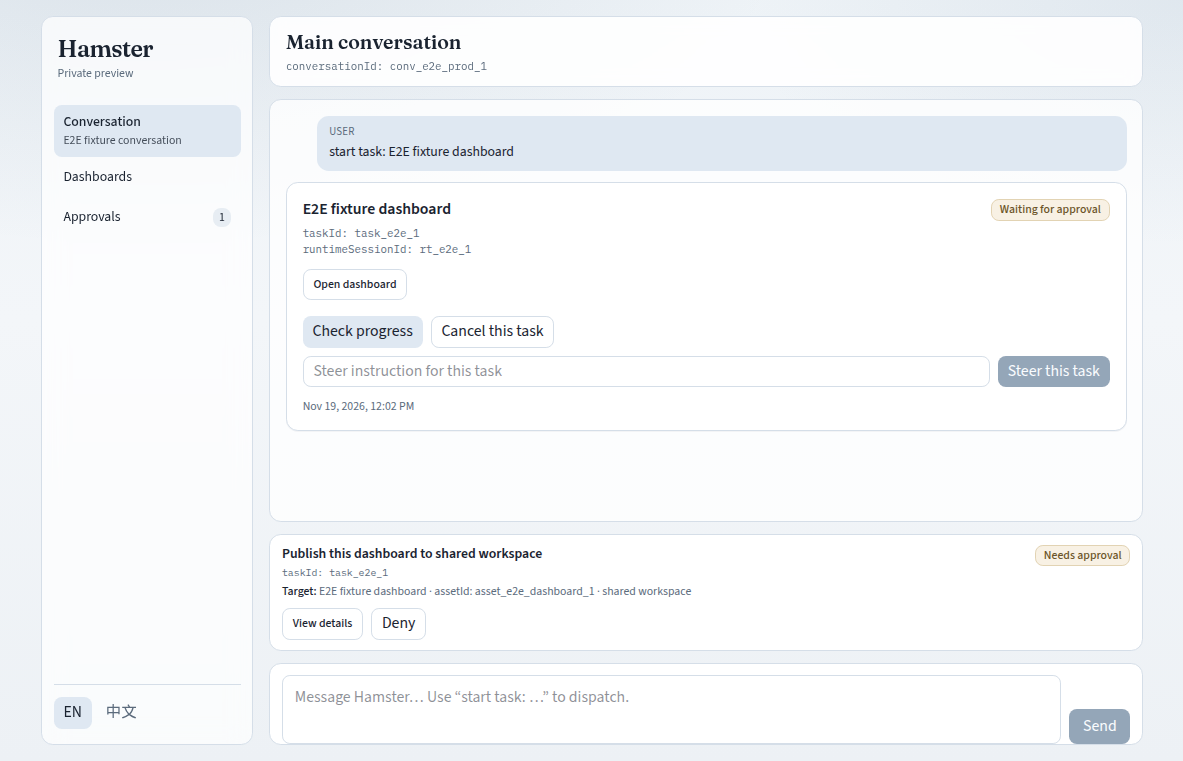 Hamster
Private preview
Conversation
E2E fixture conversation
Dashboards
Approvals 1
EN 中文
Main conversation
conversationId: conv_e2e_prod_1
USER
start task: E2E fixture dashboard
E2E fixture dashboard Waiting for approval
taskId: task_e2e_1
runtimeSessionId: rt_e2e_1
Open dashboard
Check progress Cancel this task
Steer instruction for this task Steer this task
Nov 19, 2026, 12:02 PM
Publish this dashboard to shared workspace Needs approval
taskId: task_e2e_1
Target: E2E fixture dashboard · assetId: asset_e2e_dashboard_1 · shared workspace
View details Deny
Message Hamster… Use “start task: …” to dispatch.
Send